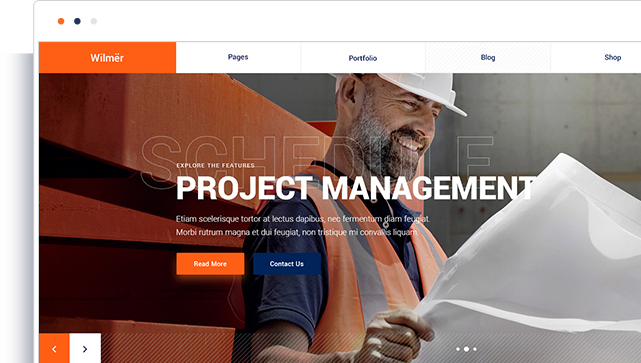 Wilmër
Pages
Portfolio
Blog
Shop
SCHEDULE
EXPLORE THE FEATURES
PROJECT MANAGEMENT
Etiam scelerisque tortor at lectus dapibus, nec fermentum diam feugiat.
Morbi rutrum magna et dui feugiat, non tristique mi convallis liquam
Read More
Contact Us